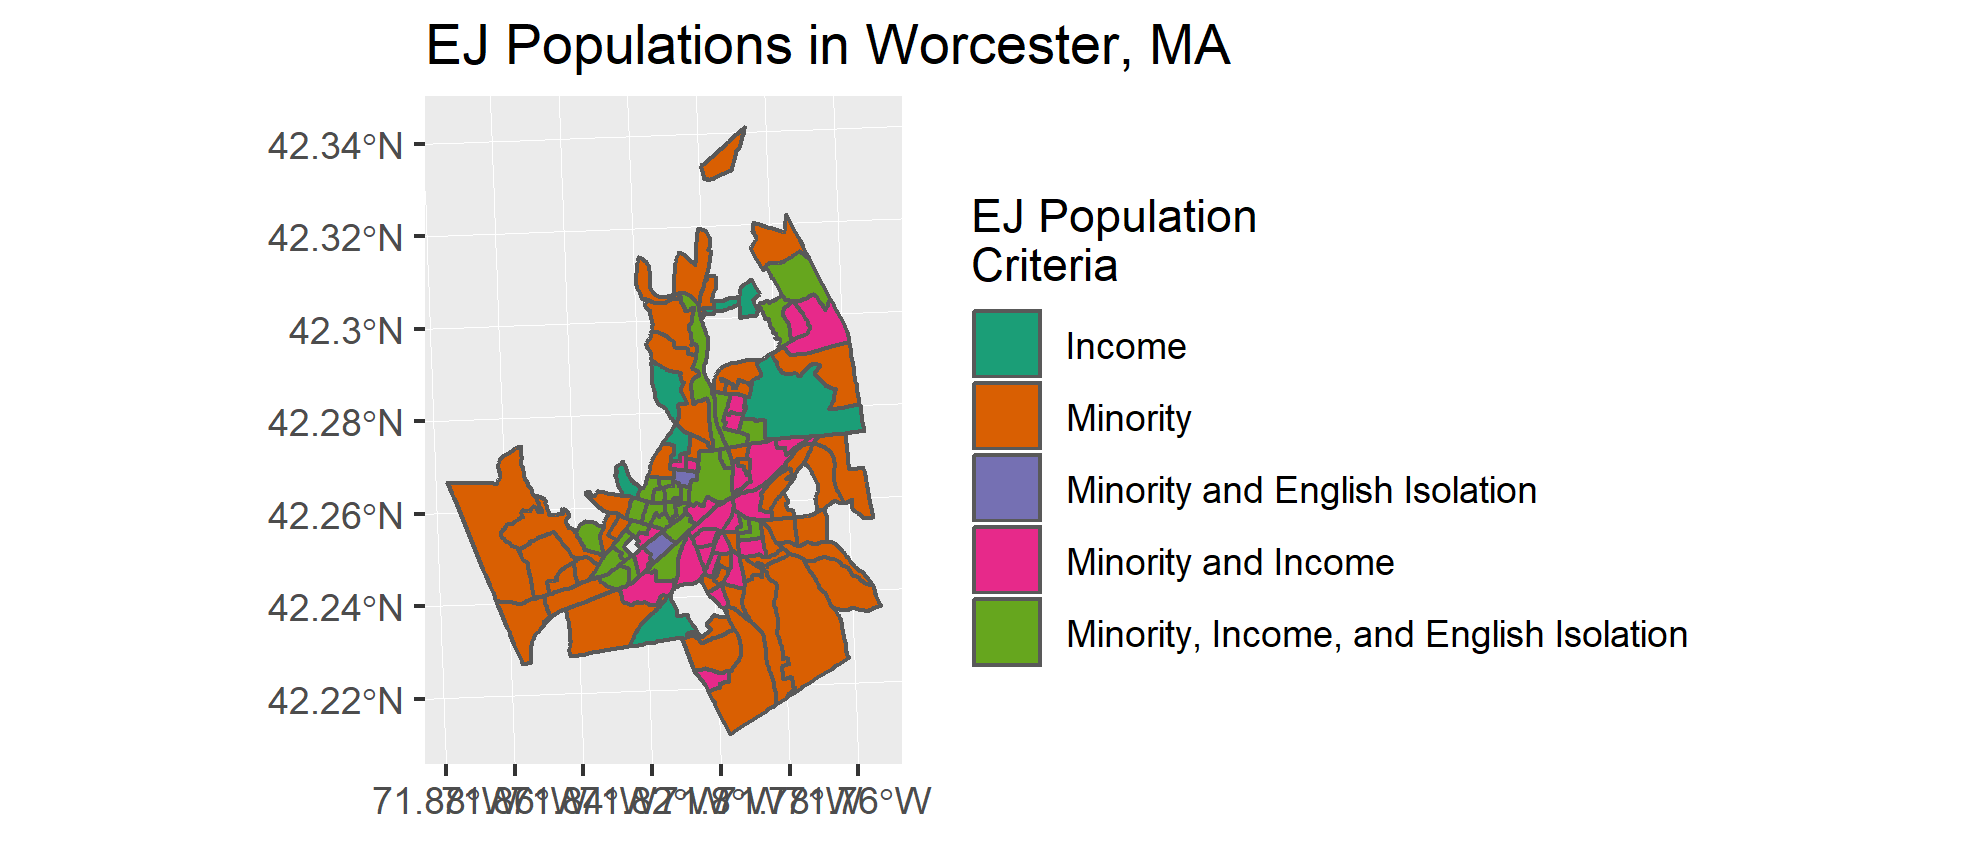 EJ Populations in Worcester, MA
42.34°N
42.32°N
42.3°N
42.28°N
42.26°N
42.24°N
42.22°N
71.88°W 71.86°W 71.84°W 71.82°W 71.8°W 71.78°W 71.76°W
EJ Population
Criteria
Income
Minority
Minority and English Isolation
Minority and Income
Minority, Income, and English Isolation